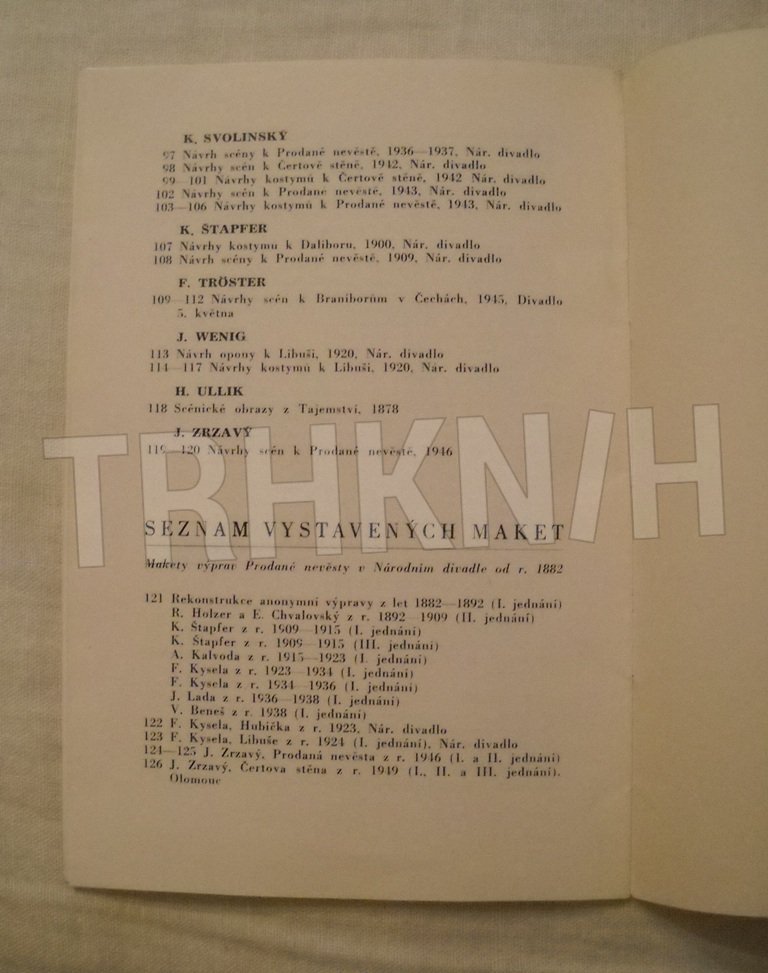 K. SVOLINSKÝ
97 Návrh scény k Prodané nevěstě, 1936—1937, Nár. divadlo
98 Návrhy scén k Čertově stěně, 1942, Nár. divadlo
99—101 Návrhy kostymů k Čertově stěně, 1942 Nár. divadlo
102 Návrhy scén k Prodané nevěstě, 1943, Nár. divadlo
103—106 Návrhy kostymů k Prodané nevěstě, 1943, Nár. divadlo
K. ŠTAPFER
107 Návrhy kostymu k Daliboru, 1900, Nár. divadlo
108 Návrh scény k Prodané nevěstě, 1909, Nár. divadlo
F. TRÖSTER
109—112 Návrhy scén k Braniborům v Čechách, 1945, Divadlo
5. května
J. WENIG
113 Návrh opony k Libuši, 1920, Nár. divadlo
114—117 Návrhy kostymů k Libuši, 1920, Nár. divadlo
H. ULLIK
118 Scénické obrazy z Tajemství, 1878
J. ZRZAVÝ
119—120 Návrhy scén k Prodané nevěstě, 1946
TRHKN/H
SEZNAM VYSTAVENÝCH MAKET
Makety výprav Prodané nevěsty v Národním divadle od r. 1882
121 Rekonstrukce anonymní výpravy z let 1882—1892 (I. jednání)
R. Holzer a E. Chvalovský z r. 1892—1909 (II. jednání)
K. Štapfer z r. 1909—1915 (I. jednání)
K. Štapfer z r. 1909—1915 (III. jednání)
A. Kalvoda z r. 1915—1923 (I. jednání)
F. Kysela z r. 1923—1934 (I. jednání)
F. Kysela z r. 1934—1936 (I. jednání)
J. Lada z r. 1936—1938 (I. jednání)
V. Beneš z r. 1938 (I. jednání)
122 F. Kysela, Hubička z r. 1923, Nár. divadlo
123 F. Kysela, Libuše z r. 1924 (I. jednání), Nár. divadlo
124—125 J. Zrzavý, Prodaná nevěsta z r. 1946 (I. a II. jednání)
126 J. Zrzavý, Čertova stěna z r. 1949 (I., II. a III. jednání),
Olomouc